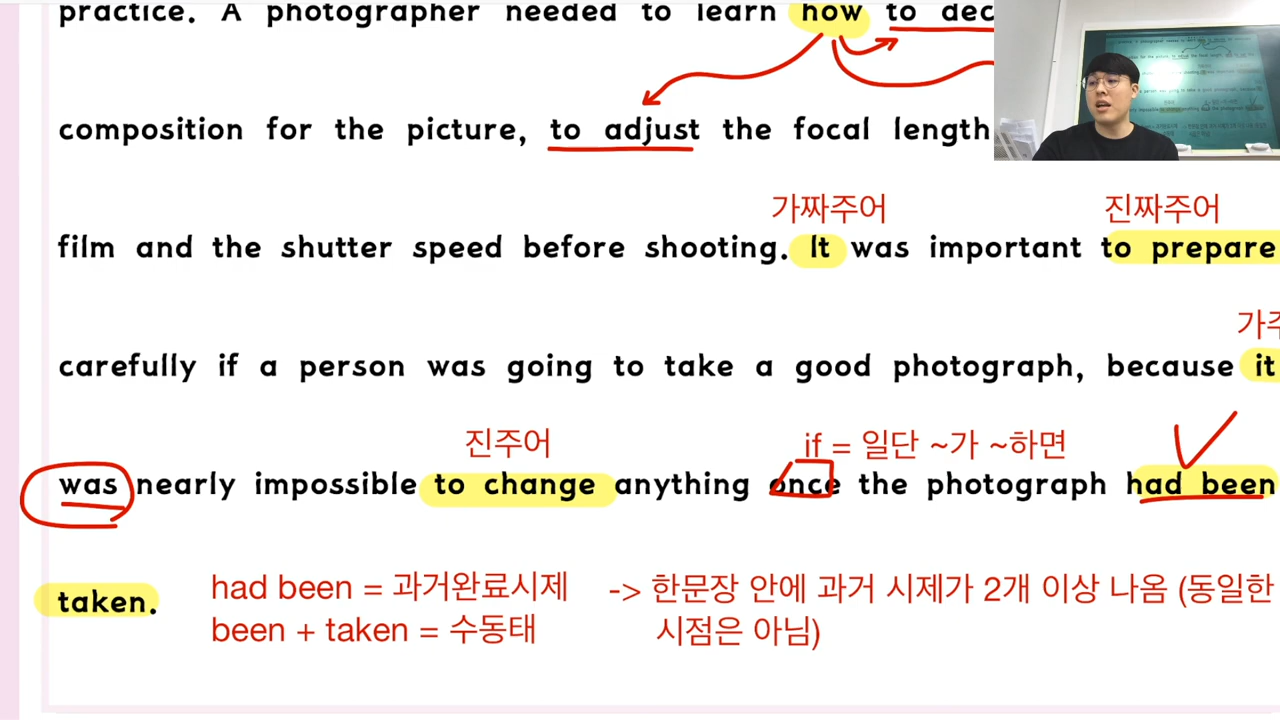 practice. A photographer needed to learn how to dec
composition for the picture, to adjust the focal length
가짜주어 진짜주어
film and the shutter speed before shooting. It was important to prepare
가주
carefully if a person was going to take a good photograph, because it
진주어 if = 일단 ~가 ~하면
was nearly impossible to change anything once the photograph had been
taken. had been = 과거완료시제 -> 한문장 안에 과거 시제가 2개 이상 나옴 (동일한
been + taken = 수동태 시점은 아님)